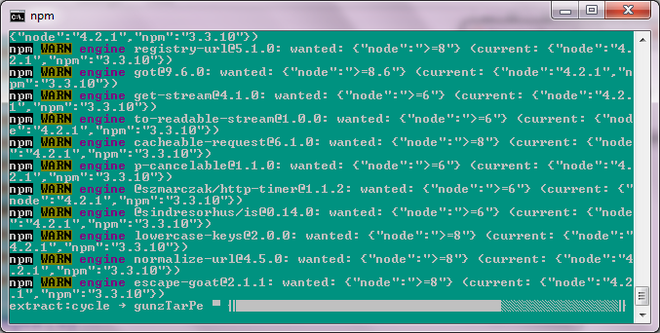 npm
{"node":"4.2.1","npm":"3.3.10"})
npm WARN engine registry-url@5.1.0: wanted: {"node":">=8"} (current: {"node":"4.
2.1","npm":"3.3.10"})
npm WARN engine got@9.6.0: wanted: {"node":">=8.6"} (current: {"node":"4.2.1","n
pm":"3.3.10"})
npm WARN engine get-stream@4.1.0: wanted: {"node":">=6"} (current: {"node":"4.2.
1","npm":"3.3.10"})
npm WARN engine to-readable-stream@1.0.0: wanted: {"node":">=6"} (current: {"nod
e":"4.2.1","npm":"3.3.10"})
npm WARN engine cacheable-request@6.1.0: wanted: {"node":">=8"} (current: {"node
":"4.2.1","npm":"3.3.10"})
npm WARN engine p-cancelable@1.1.0: wanted: {"node":">=6"} (current: {"node":"4.
2.1","npm":"3.3.10"})
npm WARN engine @szmarczak/http-timer@1.1.2: wanted: {"node":">=6"} (current: {"
node":"4.2.1","npm":"3.3.10"})
npm WARN engine @sindresorhus/is@0.14.0: wanted: {"node":">=6"} (current: {"node
":"4.2.1","npm":"3.3.10"})
npm WARN engine lowercase-keys@2.0.0: wanted: {"node":">=8"} (current: {"node":"
4.2.1","npm":"3.3.10"})
npm WARN engine normalize-url@4.5.0: wanted: {"node":">=8"} (current: {"node":"4
.2.1","npm":"3.3.10"})
npm WARN engine escape-goat@2.1.1: wanted: {"node":">=8"} (current: {"node":"4.2
.1","npm":"3.3.10"})
extract:cycle → gunzTarPe